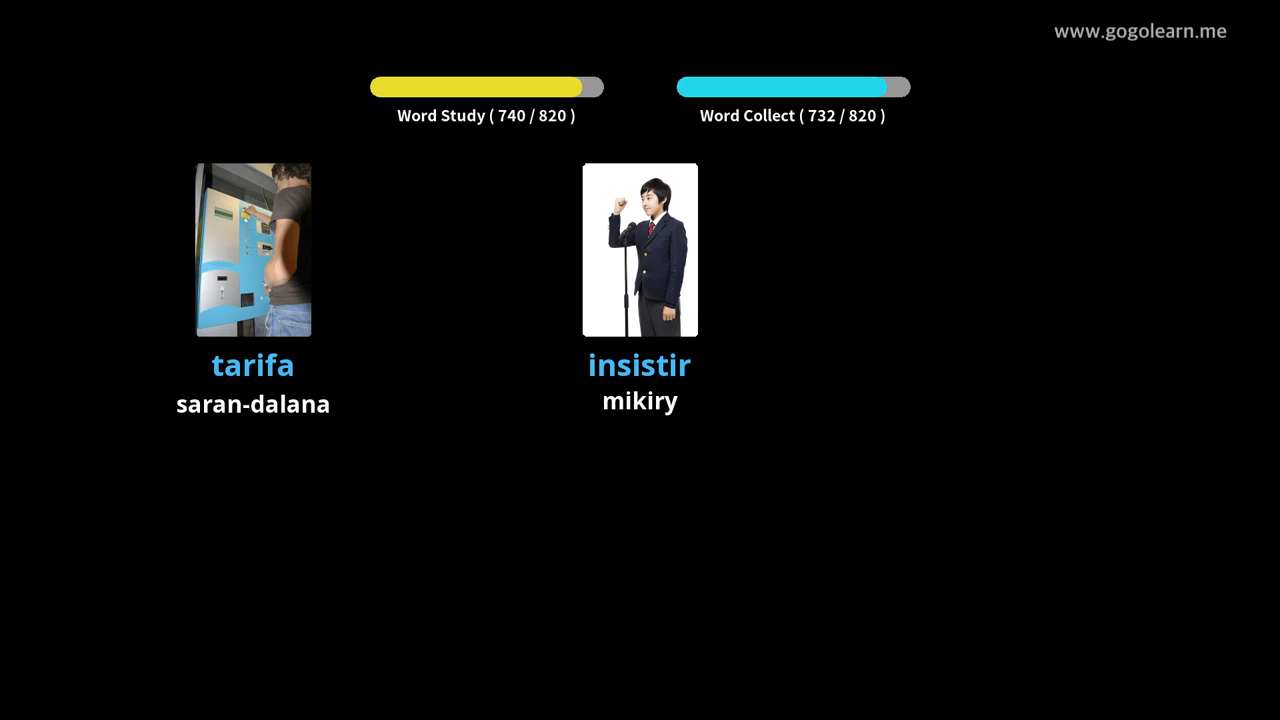 www.gogolearn.me
Word Study ( 740 / 820 )
Word Collect ( 732 / 820 )
tarifa
saran-dalana
insistir
mikiry